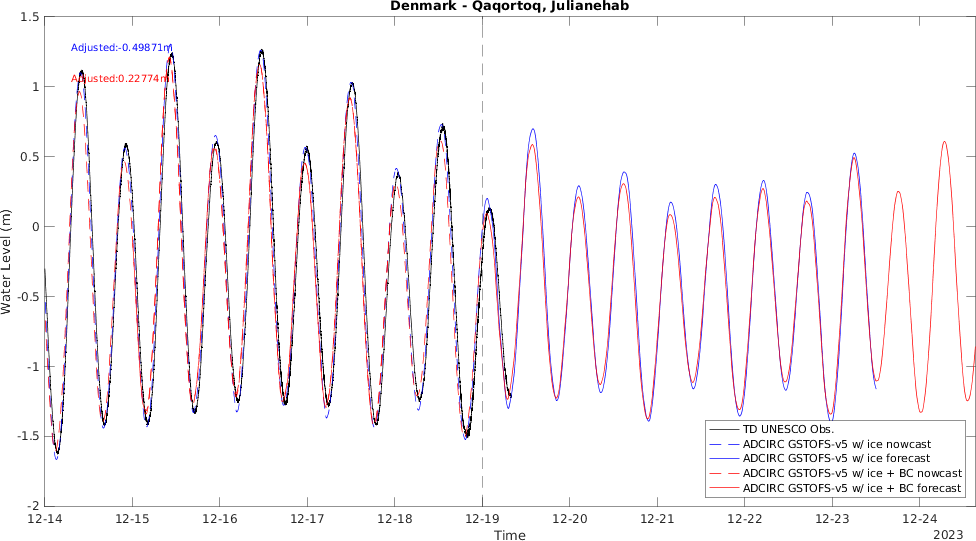 Denmark - Qaqortoq, Julianehab
Adjusted:-0.49871m
Adjusted:0.22774m
Water Level (m)
1.5
1
0.5
0
-0.5
-1
-1.5
-2
12-14 12-15 12-16 12-17 12-18 12-19 12-20 12-21 12-22 12-23 12-24
Time
2023
TD UNESCO Obs.
ADCIRC GSTOFS-v5 w/ ice nowcast
ADCIRC GSTOFS-v5 w/ ice forecast
ADCIRC GSTOFS-v5 w/ ice + BC nowcast
ADCIRC GSTOFS-v5 w/ ice + BC forecast